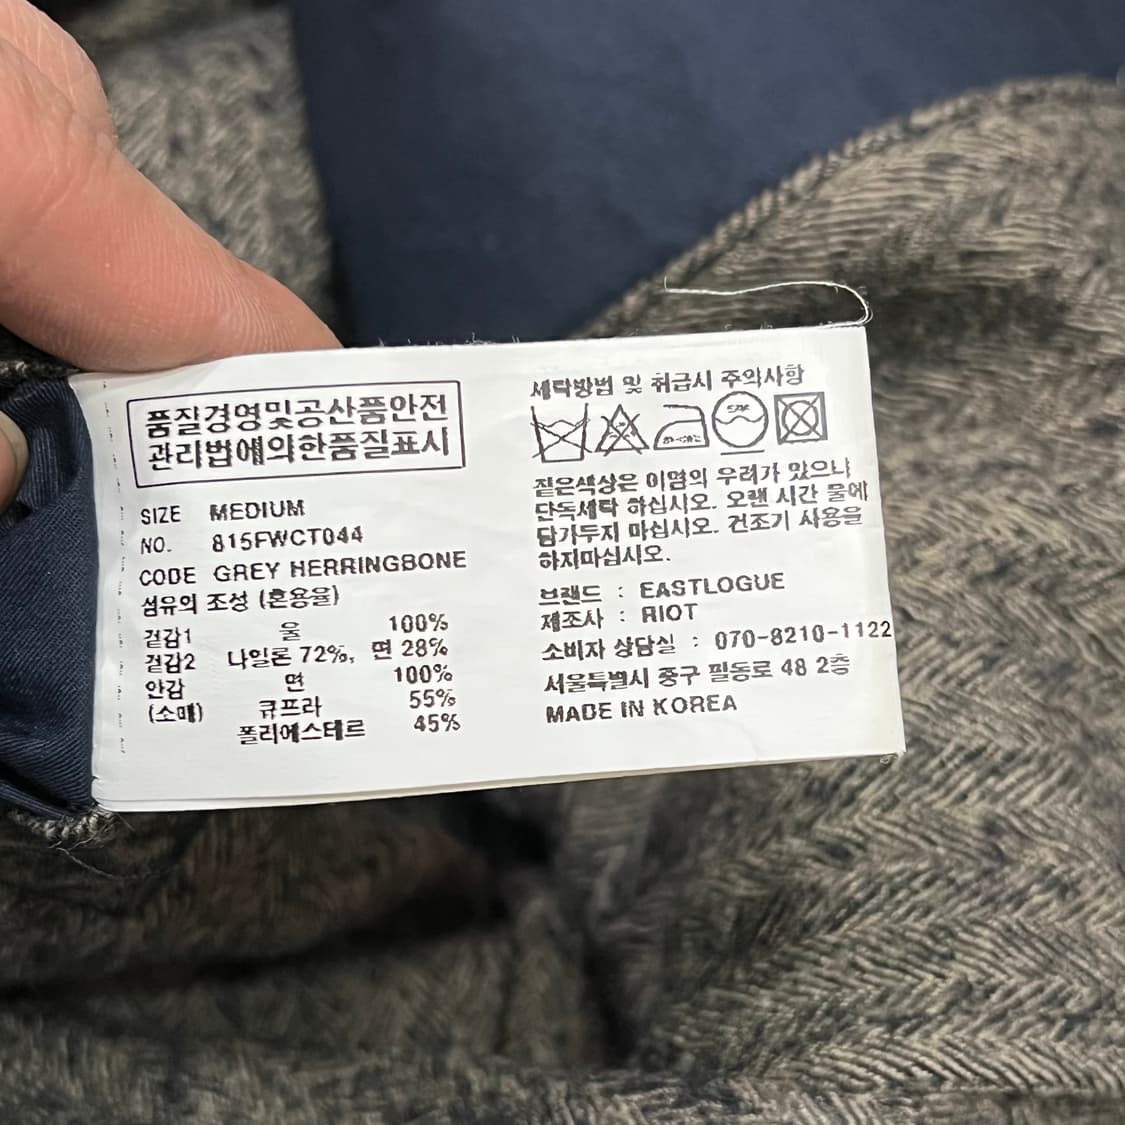 품질경영및공산품안전
관리법에의한품질표시
SIZE MEDIUM
NO. 815FWCT044
CODE GREY HERRINGBONE
섬유의 조성 (혼용율)
겉감1 울 100%
겉감2 나일론 72%, 면 28%
안감 면 100%
(소매) 큐프라 55%
폴리에스테르 45%
세탁방법 및 취급시 주의사항
짙은색상은 이염의 우려가 있으니
단독세탁 하십시오. 오랜 시간 물에
담가두지 마십시오. 건조기 사용을
하지마십시오.
브랜드 : EASTLOGUE
제조사 : RIOT
소비자 상담실 : 070-8210-1122
서울특별시 중구 필동로 48 2층
MADE IN KOREA